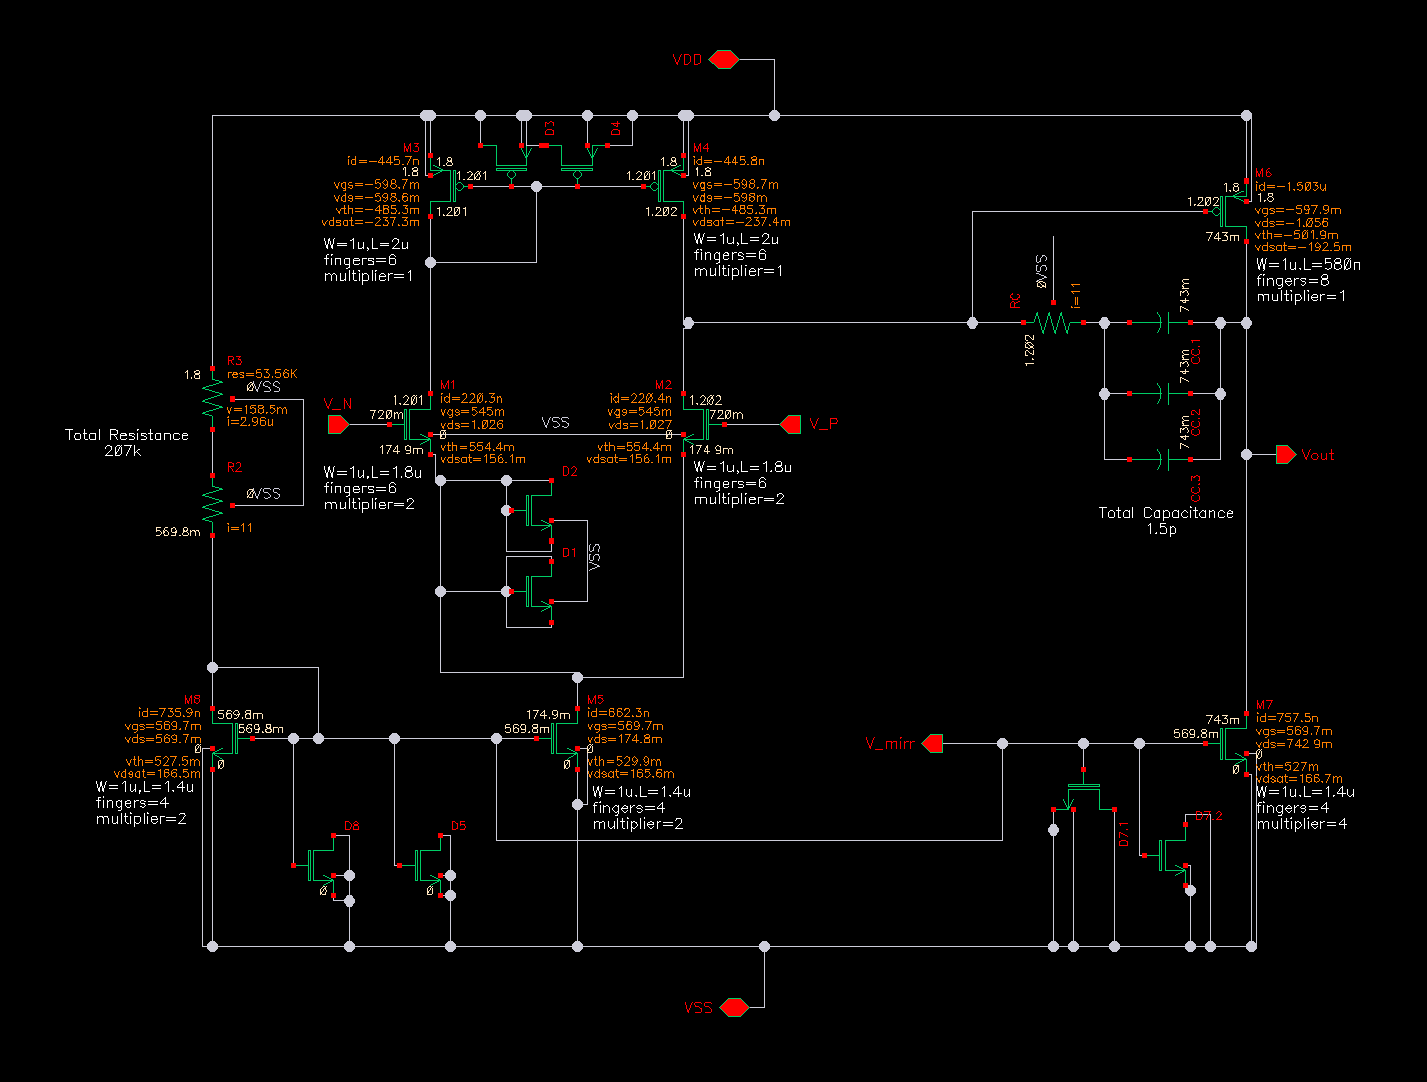 VDD
D3
D4
M3
id=-445.7n
1.8
1.8
vgs=-598.7m
vds=-598.6m
vth=-485.3m
vdsat=-237.3m
1.201
1.201
W=1u,L=2u
fingers=6
multiplier=1
M4
id=-445.8n
1.8
1.8
vgs=-598.7m
vds=-598m
vth=-485.3m
vdsat=-237.4m
1.201
1.202
W=1u,L=2u
fingers=6
multiplier=1
M6
id=-1.503u
1.8
1.8
vgs=-597.9m
vds=-1.056
vth=-501.9m
vdsat=-192.5m
1.202
743m
W=1u.L=580n
fingers=8
multiplier=1
0VSS
RC
i=11
1.202
743m
CC.1
743m
CC.2
743m
CC.3
Total Capacitance
1.5p
R3
res=53.56K
1.8
0VSS
v=158.5m
i=2.96u
Total Resistance
207k
R2
0VSS
i=11
569.8m
V_N
M1
1.201
id=220.3n
720m
vgs=545m
vds=1.026
0
174.9m
vth=554.4m
vdsat=156.1m
W=1u,L=1.8u
fingers=6
multiplier=2
VSS
M2
id=220.4n
1.202
vgs=545m
720m
vds=1.027
0
vth=554.4m
174.9m
vdsat=156.1m
W=1u,L=1.8u
fingers=6
multiplier=2
V_P
Vout
D2
D1
VSS
M8
id=735.9n
569.8m
vgs=569.7m
569.8m
vds=569.7m
0
vth=527.5m
0
vdsat=166.5m
W=1u,L=1.4u
fingers=4
multiplier=2
M5
174.9m
id=662.3n
569.8m
vgs=569.7m
vds=174.8m
0
vth=529.9m
0
vdsat=165.6m
W=1u,L=1.4u
fingers=4
multiplier=2
V_mirr
M7
743m
id=757.5n
569.8m
vgs=569.7m
vds=742.9m
0
vth=527m
0
vdsat=166.7m
W=1u.L=1.4u
fingers=4
multiplier=4
D8
0
D5
0
D7.1
D7.2
VSS